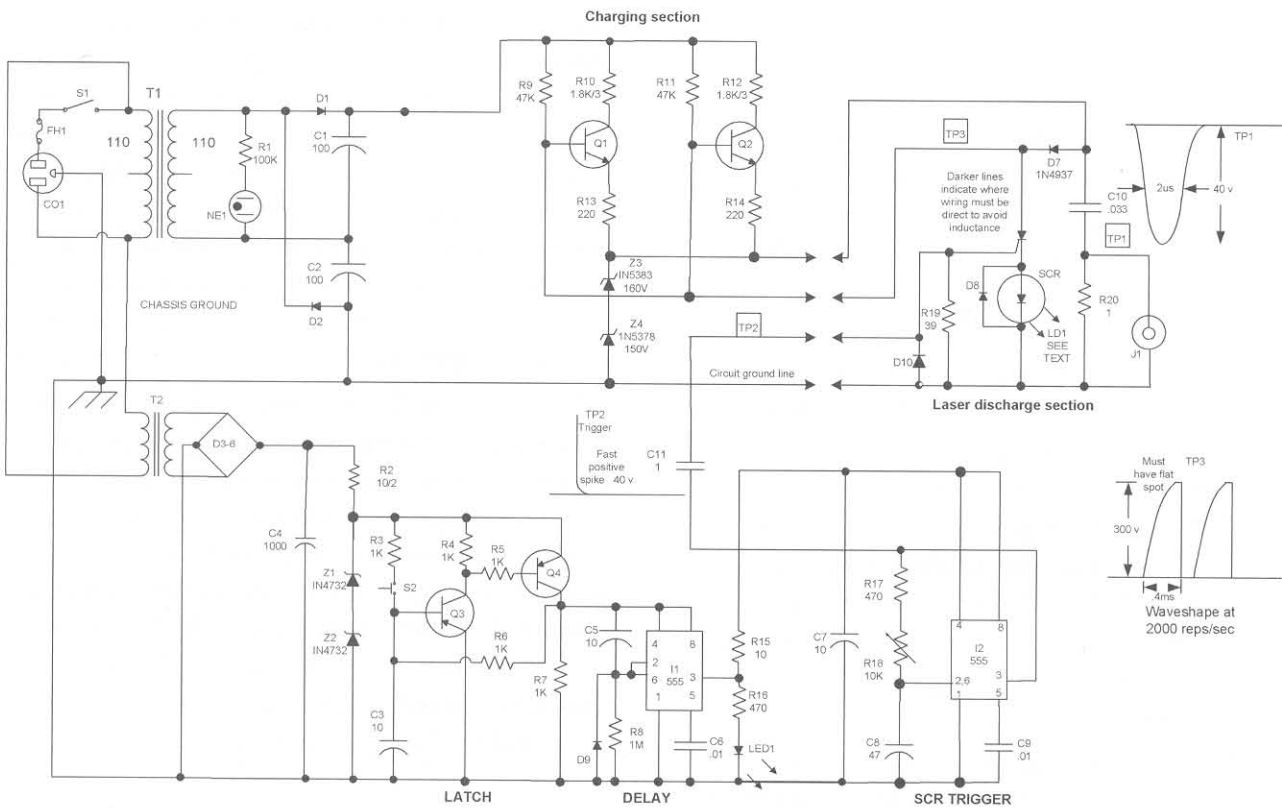 Charging section
S1
T1
FH1
110
110
CO1
R1
100K
NE1
D1
C1
100
C2
100
D2
CHASSIS GROUND
R9
47K
R10
1.8K/3
R11
47K
R12
1.8K/3
Q1
Q2
R13
220
R14
220
Z3
IN5383
160V
Z4
1N5378
150V
TP2
Circuit ground line
TP3
Darker lines
indicate where
wiring must be
direct to avoid
inductance
D7
1N4937
C10
.033
TP1
SCR
D8
R19
39
LD1
SEE
TEXT
R20
1
J1
D10
Laser discharge section
TP1
2us
40 v
T2
D3-6
R2
10/2
C4
1000
Z1
IN4732
Z2
IN4732
R3
1K
S2
R4
1K
R5
1K
Q4
Q3
R6
1K
R7
1K
C3
10
LATCH
TP2
Trigger
Fast
positive
spike 40 v
C11
1
C5
10
4
8
2
6
I1
555
3
1
5
D9
R8
1M
C6
.01
DELAY
R15
10
R16
470
LED1
C7
10
R17
470
R18
10K
C8
47
4
8
I2
555
2,6
3
1
5
C9
.01
SCR TRIGGER
Must
have flat
spot
TP3
300 v
.4ms
Waveshape at
2000 reps/sec